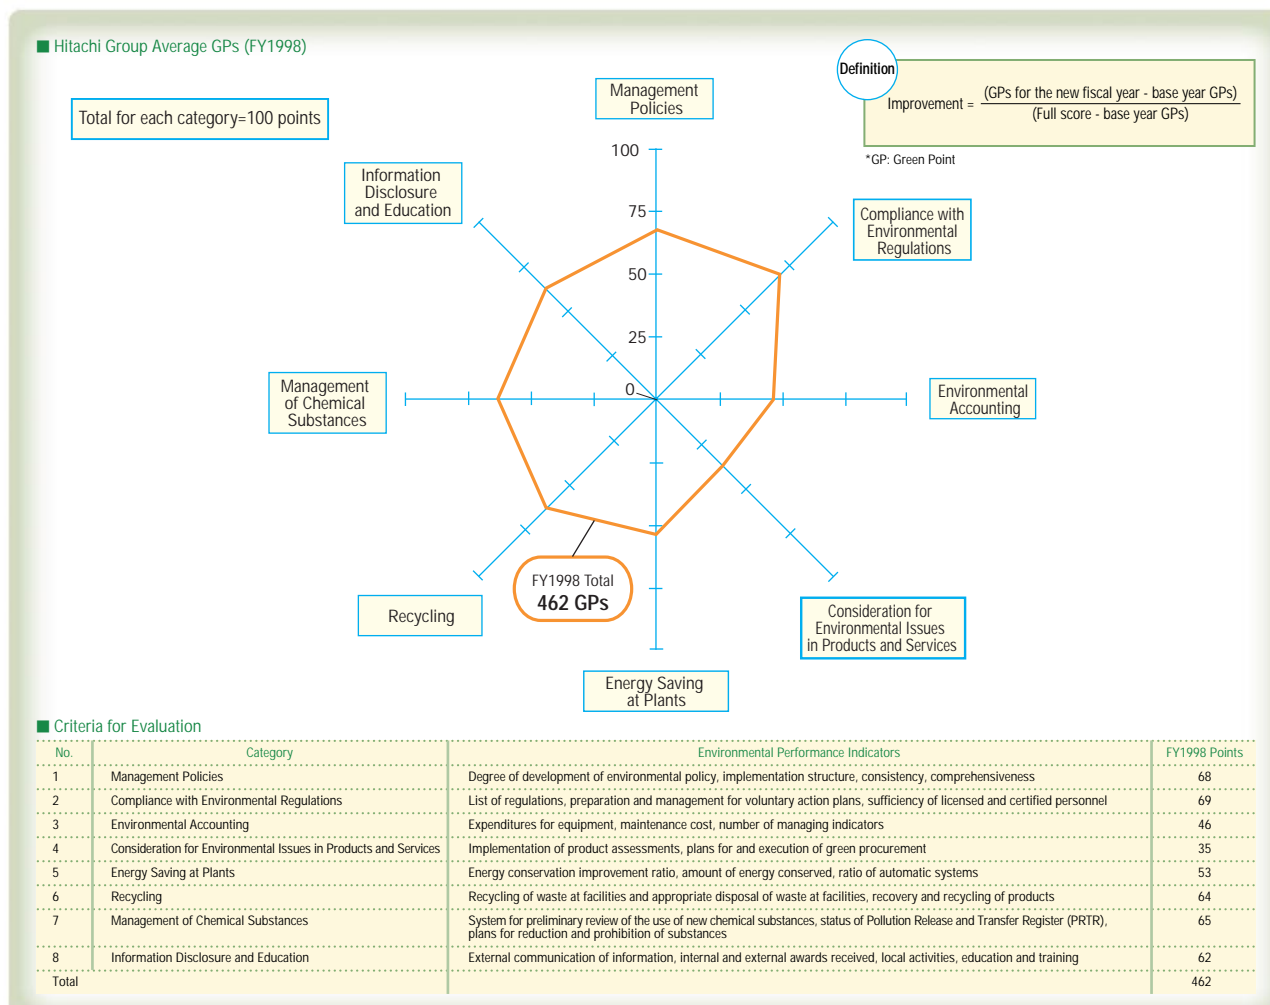 Hitachi Group Average GPs (FY1998)
Total for each category=100 points
Definition
Improvement = (GPs for the new fiscal year - base year GPs)
(Full score - base year GPs)
*GP: Green Point
Management
Policies
Information
Disclosure
and Education
Compliance with
Environmental
Regulations
100
75
50
25
0
Management
of Chemical
Substances
Environmental
Accounting
Recycling
FY1998 Total
462 GPs
Consideration for
Environmental Issues
in Products and Services
Energy Saving
at Plants
Criteria for Evaluation
No. Category Environmental Performance Indicators FY1998 Points
1 Management Policies Degree of development of environmental policy, implementation structure, consistency, comprehensiveness 68
2 Compliance with Environmental Regulations List of regulations, preparation and management for voluntary action plans, sufficiency of licensed and certified personnel 69
3 Environmental Accounting Expenditures for equipment, maintenance cost, number of managing indicators 46
4 Consideration for Environmental Issues in Products and Services Implementation of product assessments, plans for and execution of green procurement 35
5 Energy Saving at Plants Energy conservation improvement ratio, amount of energy conserved, ratio of automatic systems 53
6 Recycling Recycling of waste at facilities and appropriate disposal of waste at facilities, recovery and recycling of products 64
7 Management of Chemical Substances System for preliminary review of the use of new chemical substances, status of Pollution Release and Transfer Register (PRTR), 65
plans for reduction and prohibition of substances
8 Information Disclosure and Education External communication of information, internal and external awards received, local activities, education and training 62
Total 462